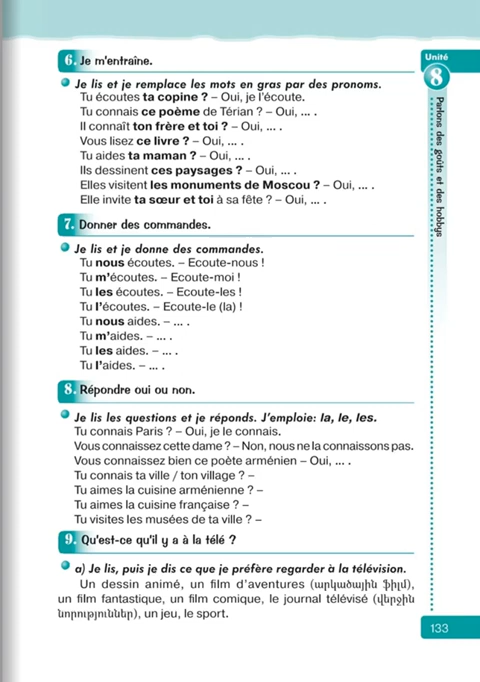 6. Je m'entraîne.
Je lis et je remplace les mots en gras par des pronoms.
Tu écoutes ta copine ? – Oui, je l'écoute.
Tu connais ce poème de Térian ? – Oui, ... .
Il connaît ton frère et toi ? – Oui, ... .
Vous lisez ce livre ? – Oui, ... .
Tu aides ta maman ? – Oui, ... .
Ils dessinent ces paysages ? – Oui, ... .
Elles visitent les monuments de Moscou ? – Oui, ... .
Elle invite ta sœur et toi à sa fête ? – Oui, ... .
7. Donner des commandes.
Je lis et je donne des commandes.
Tu nous écoutes. – Ecoute-nous !
Tu m'écoutes. – Ecoute-moi !
Tu les écoutes. – Ecoute-les !
Tu l'écoutes. – Ecoute-le (la) !
Tu nous aides. – ... .
Tu m'aides. – ... .
Tu les aides. – ... .
Tu l'aides. – ... .
8. Répondre oui ou non.
Je lis les questions et je réponds. J'emploie: la, le, les.
Tu connais Paris ? – Oui, je le connais.
Vous connaissez cette dame ? – Non, nous ne la connaissons pas.
Vous connaissez bien ce poète arménien – Oui, ... .
Tu connais ta ville / ton village ? –
Tu aimes la cuisine arménienne ? –
Tu aimes la cuisine française ? –
Tu visites les musées de ta ville ? –
9. Qu'est-ce qu'il y a à la télé ?
a) Je lis, puis je dis ce que je préfère regarder à la télévision.
Un dessin animé, un film d'aventures (արկածային ֆիլմ),
un film fantastique, un film comique, le journal télévisé (վերջին
նորություններ), un jeu, le sport.
Unité
8
Parlons des goûts et des hobbys
133